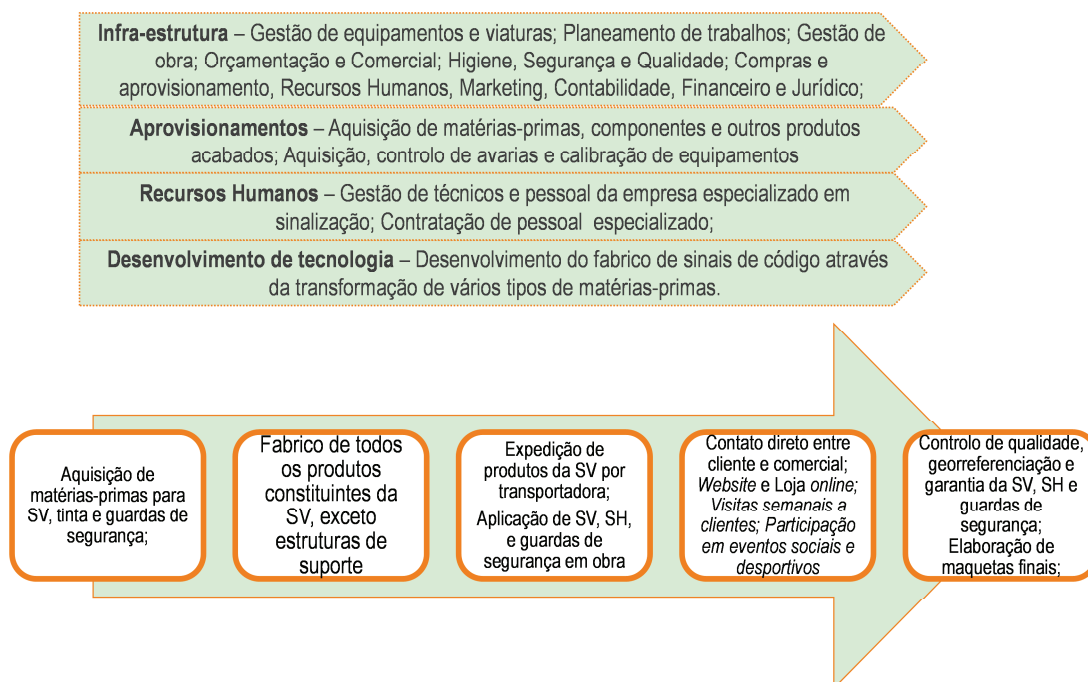 Infra-estrutura – Gestão de equipamentos e viaturas; Planeamento de trabalhos; Gestão de
obra; Orçamentação e Comercial; Higiene, Segurança e Qualidade; Compras e
aprovisionamento, Recursos Humanos, Marketing, Contabilidade, Financeiro e Jurídico;
Aprovisionamentos – Aquisição de matérias-primas, componentes e outros produtos
acabados; Aquisição, controlo de avarias e calibração de equipamentos
Recursos Humanos – Gestão de técnicos e pessoal da empresa especializado em
sinalização; Contratação de pessoal especializado;
Desenvolvimento de tecnologia – Desenvolvimento do fabrico de sinais de código através
da transformação de vários tipos de matérias-primas.
Aquisição de
matérias-primas para
SV, tinta e guardas de
segurança;
Fabrico de todos
os produtos
constituintes da
SV, exceto
estruturas de
suporte
Expedição de
produtos da SV por
transportadora;
Aplicação de SV, SH,
e guardas de
segurança em obra
Contato direto entre
cliente e comercial;
Website e Loja online;
Visitas semanais a
clientes; Participação
em eventos sociais e
desportivos
Controlo de qualidade,
georreferenciação e
garantia da SV, SH e
guardas de
segurança;
Elaboração de
maquetas finais;